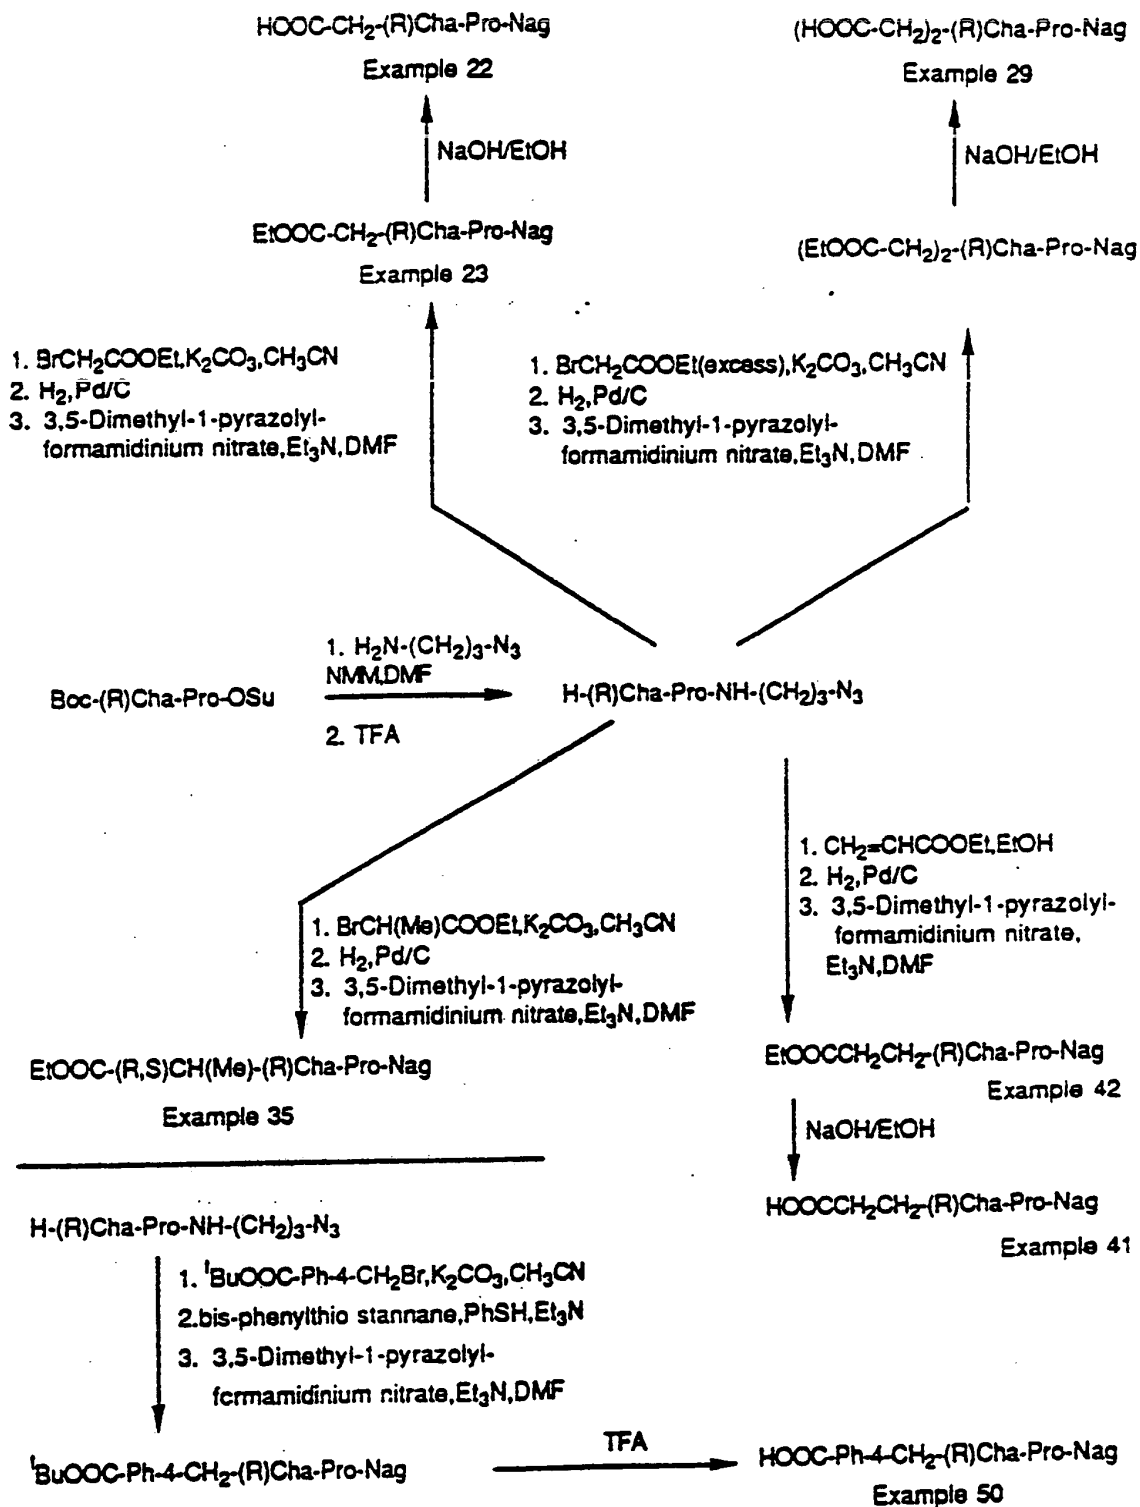 HOOC-CH2-(R)Cha-Pro-Nag
Example 22
(HOOC-CH2)2-(R)Cha-Pro-Nag
Example 29
NaOH/EtOH
NaOH/EtOH
EtOOC-CH2-(R)Cha-Pro-Nag
Example 23
(EtOOC-CH2)2-(R)Cha-Pro-Nag
1. BrCH2COOEt,K2CO3,CH3CN
2. H2,Pd/C
3. 3,5-Dimethyl-1-pyrazolyl-
formamidinium nitrate,Et3N,DMF
1. BrCH2COOEt(excess),K2CO3,CH3CN
2. H2,Pd/C
3. 3,5-Dimethyl-1-pyrazolyl-
formamidinium nitrate,Et3N,DMF
Boc-(R)Cha-Pro-OSu
1. H2N-(CH2)3-N3
NMM,DMF
2. TFA
H-(R)Cha-Pro-NH-(CH2)3-N3
1. CH2=CHCOOEt,EtOH
2. H2,Pd/C
3. 3,5-Dimethyl-1-pyrazolyl-
formamidinium nitrate,
Et3N,DMF
1. BrCH(Me)COOEt,K2CO3,CH3CN
2. H2,Pd/C
3. 3,5-Dimethyl-1-pyrazolyl-
formamidinium nitrate,Et3N,DMF
EtOOC-(R,S)CH(Me)-(R)Cha-Pro-Nag
Example 35
EtOOCCH2CH2-(R)Cha-Pro-Nag
Example 42
NaOH/EtOH
HOOCCH2CH2-(R)Cha-Pro-Nag
Example 41
H-(R)Cha-Pro-NH-(CH2)3-N3
1. tBuOOC-Ph-4-CH2Br,K2CO3,CH3CN
2.bis-phenylthio stannane,PhSH,Et3N
3. 3,5-Dimethyl-1-pyrazolyl-
formamidinium nitrate,Et3N,DMF
tBuOOC-Ph-4-CH2-(R)Cha-Pro-Nag
TFA
HOOC-Ph-4-CH2-(R)Cha-Pro-Nag
Example 50